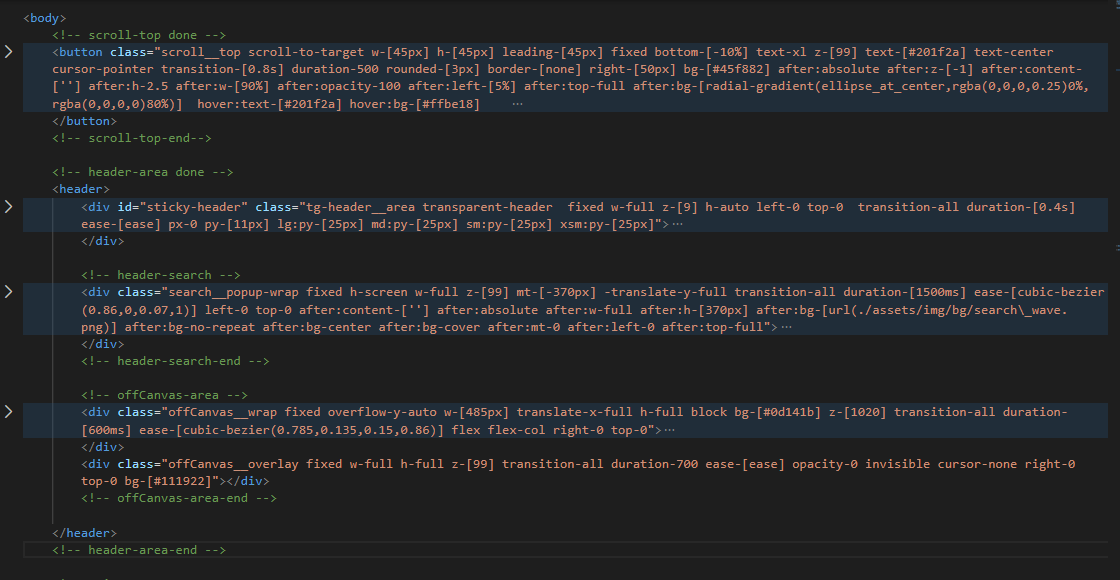 <body>
<!-- scroll-top done -->
<button class="scroll__top scroll-to-target w-[45px] h-[45px] leading-[45px] fixed bottom-[-10%] text-xl z-[99] text-[#201f2a] text-center
cursor-pointer transition-[0.8s] duration-500 rounded-[3px] border-[none] right-[50px] bg-[#45f882] after:absolute after:z-[-1] after:content-
[''] after:h-2.5 after:w-[90%] after:opacity-100 after:left-[5%] after:top-full after:bg-[radial-gradient(ellipse_at_center,rgba(0,0,0,0.25)0%,
rgba(0,0,0,0)80%)]  hover:text-[#201f2a] hover:bg-[#ffbe18]    ⋯
</button>
<!-- scroll-top-end-->
<!-- header-area done -->
<header>
<div id="sticky-header" class="tg-header__area transparent-header  fixed w-full z-[9] h-auto left-0 top-0  transition-all duration-[0.4s]
ease-[ease] px-0 py-[11px] lg:py-[25px] md:py-[25px] sm:py-[25px] xsm:py-[25px]">⋯
</div>
<!-- header-search -->
<div class="search__popup-wrap fixed h-screen w-full z-[99] mt-[-370px] -translate-y-full transition-all duration-[1500ms] ease-[cubic-bezier
(0.86,0,0.07,1)] left-0 top-0 after:content-[''] after:absolute after:w-full after:h-[370px] after:bg-[url(./assets/img/bg/search\_wave.
png)] after:bg-no-repeat after:bg-center after:bg-cover after:mt-0 after:left-0 after:top-full">⋯
</div>
<!-- header-search-end -->
<!-- offCanvas-area -->
<div class="offCanvas__wrap fixed overflow-y-auto w-[485px] translate-x-full h-full block bg-[#0d141b] z-[1020] transition-all duration-
[600ms] ease-[cubic-bezier(0.785,0.135,0.15,0.86)] flex flex-col right-0 top-0">⋯
</div>
<div class="offCanvas__overlay fixed w-full h-full z-[99] transition-all duration-700 ease-[ease] opacity-0 invisible cursor-none right-0
top-0 bg-[#111922]"></div>
<!-- offCanvas-area-end -->
</header>
<!-- header-area-end -->